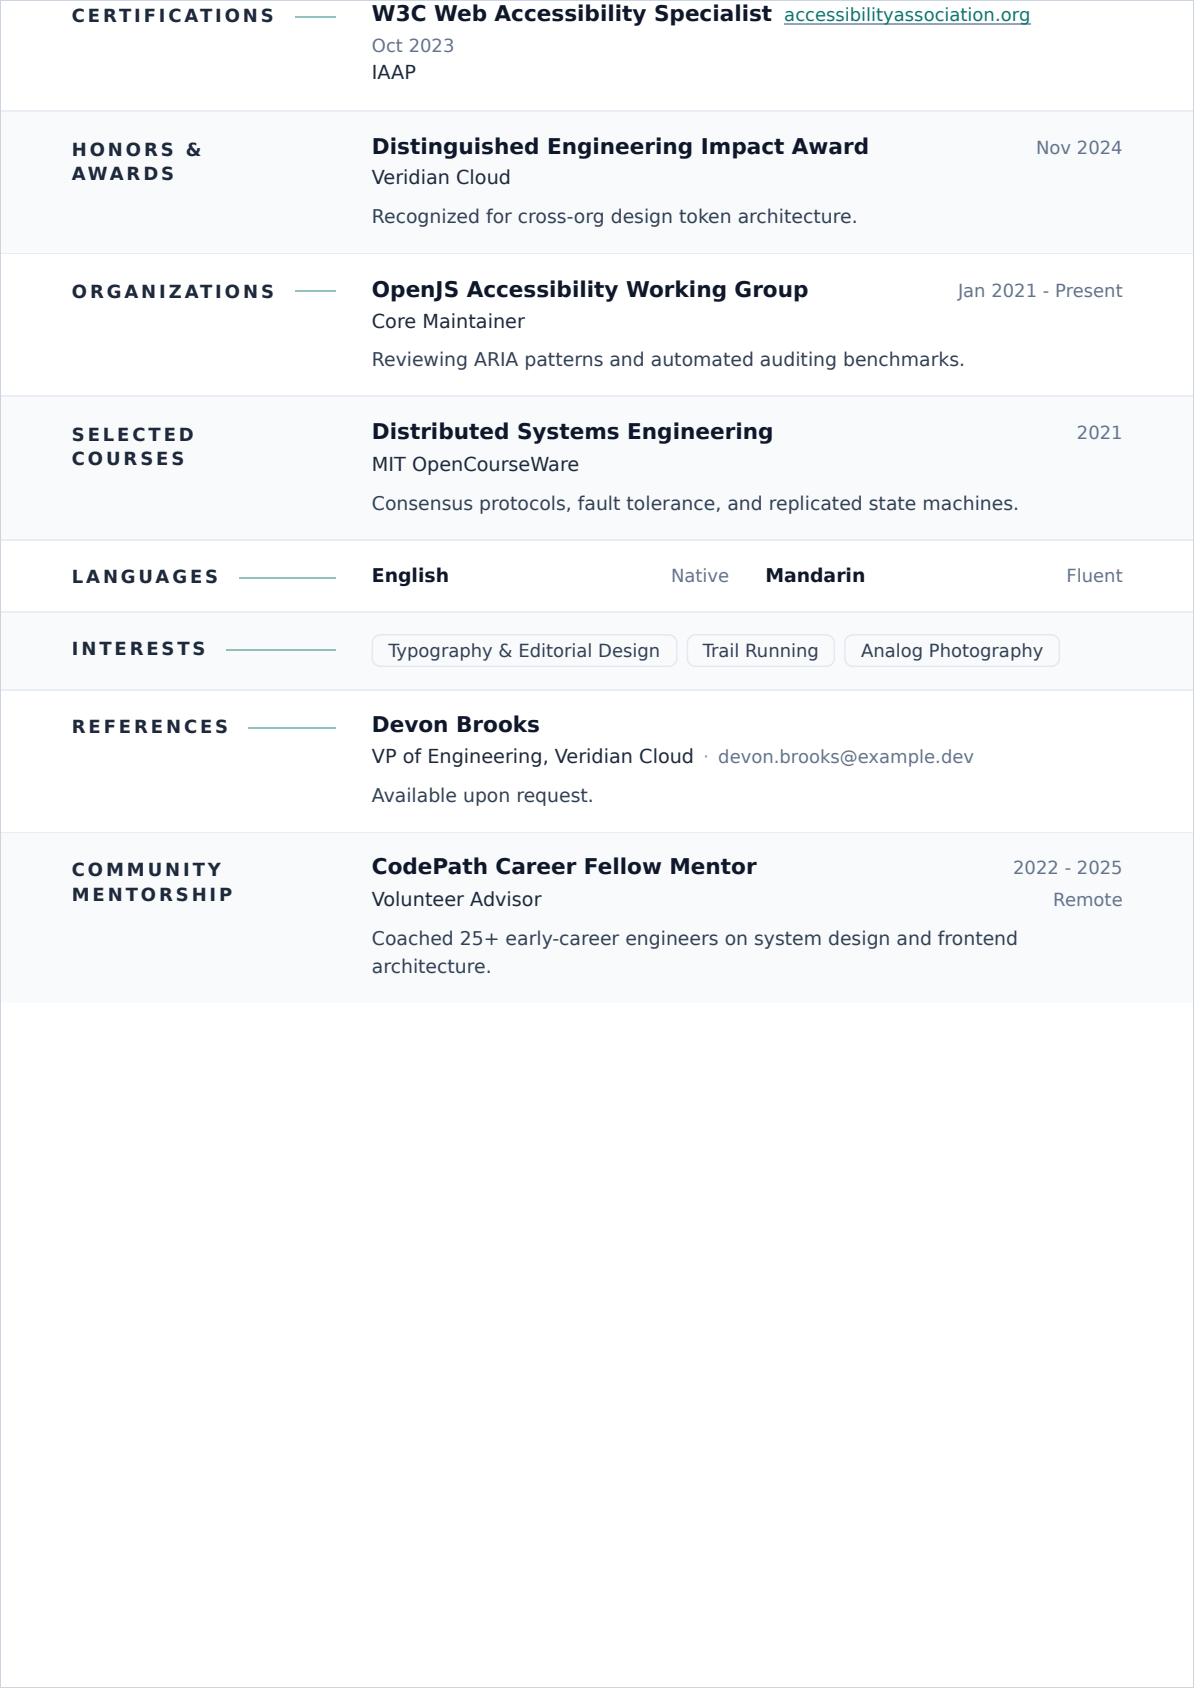 CERTIFICATIONS
W3C Web Accessibility Specialist accessibilityassociation.org
Oct 2023
IAAP
HONORS &
AWARDS
Distinguished Engineering Impact Award Nov 2024
Veridian Cloud
Recognized for cross-org design token architecture.
ORGANIZATIONS
OpenJS Accessibility Working Group Jan 2021 - Present
Core Maintainer
Reviewing ARIA patterns and automated auditing benchmarks.
SELECTED
COURSES
Distributed Systems Engineering 2021
MIT OpenCourseWare
Consensus protocols, fault tolerance, and replicated state machines.
LANGUAGES
English Native Mandarin Fluent
INTERESTS
Typography & Editorial Design Trail Running Analog Photography
REFERENCES
Devon Brooks
VP of Engineering, Veridian Cloud · devon.brooks@example.dev
Available upon request.
COMMUNITY
MENTORSHIP
CodePath Career Fellow Mentor 2022 - 2025
Volunteer Advisor Remote
Coached 25+ early-career engineers on system design and frontend
architecture.